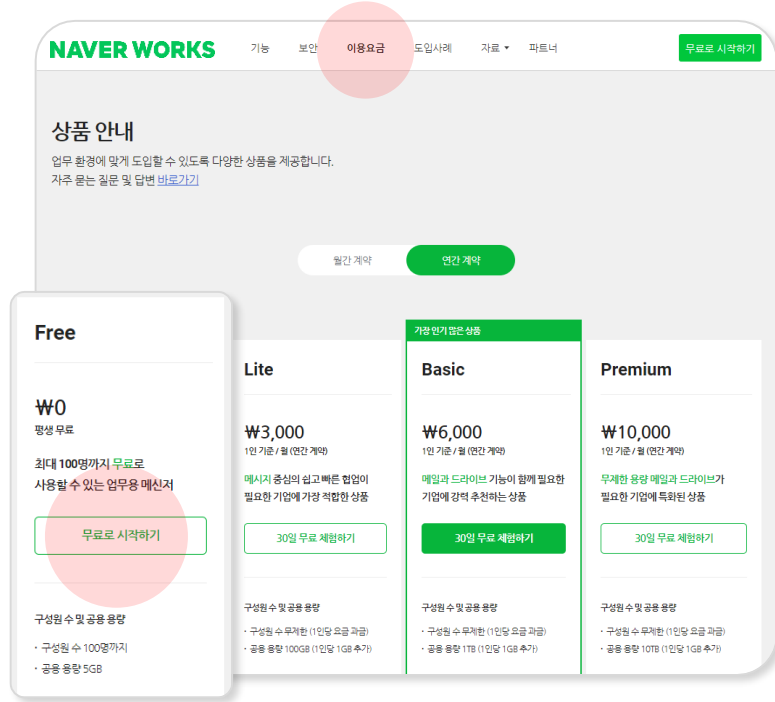 NAVER WORKS
기능
보안
이용요금
도입사례
자료
파트너
무료로 시작하기
상품 안내
업무 환경에 맞게 도입할 수 있도록 다양한 상품을 제공합니다.
자주 묻는 질문 및 답변 바로가기
월간 계약
연간 계약
Free
₩0
평생 무료
최대 100명까지 무료로
사용할 수 있는 업무용 메신저
무료로 시작하기
구성원 수 및 공용 용량
· 구성원 수 100명까지
· 공용 용량 5GB
Lite
₩3,000
1인 기준 / 월 (연간 계약)
메시지 중심의 쉽고 빠른 협업이
필요한 기업에 가장 적합한 상품
30일 무료 체험하기
구성원 수 및 공용 용량
· 구성원 수 무제한 (1인당 요금 과금)
· 공용 용량 100GB (1인당 1GB 추가)
가장 인기 많은 상품
Basic
₩6,000
1인 기준 / 월 (연간 계약)
메일과 드라이브 기능이 함께 필요한
기업에 강력 추천하는 상품
30일 무료 체험하기
구성원 수 및 공용 용량
· 구성원 수 무제한 (1인당 요금 과금)
· 공용 용량 1TB (1인당 1GB 추가)
Premium
₩10,000
1인 기준 / 월 (연간 계약)
무제한 용량 메일과 드라이브가
필요한 기업에 특화된 상품
30일 무료 체험하기
구성원 수 및 공용 용량
· 구성원 수 무제한 (1인당 요금 과금)
· 공용 용량 10TB (1인당 1GB 추가)